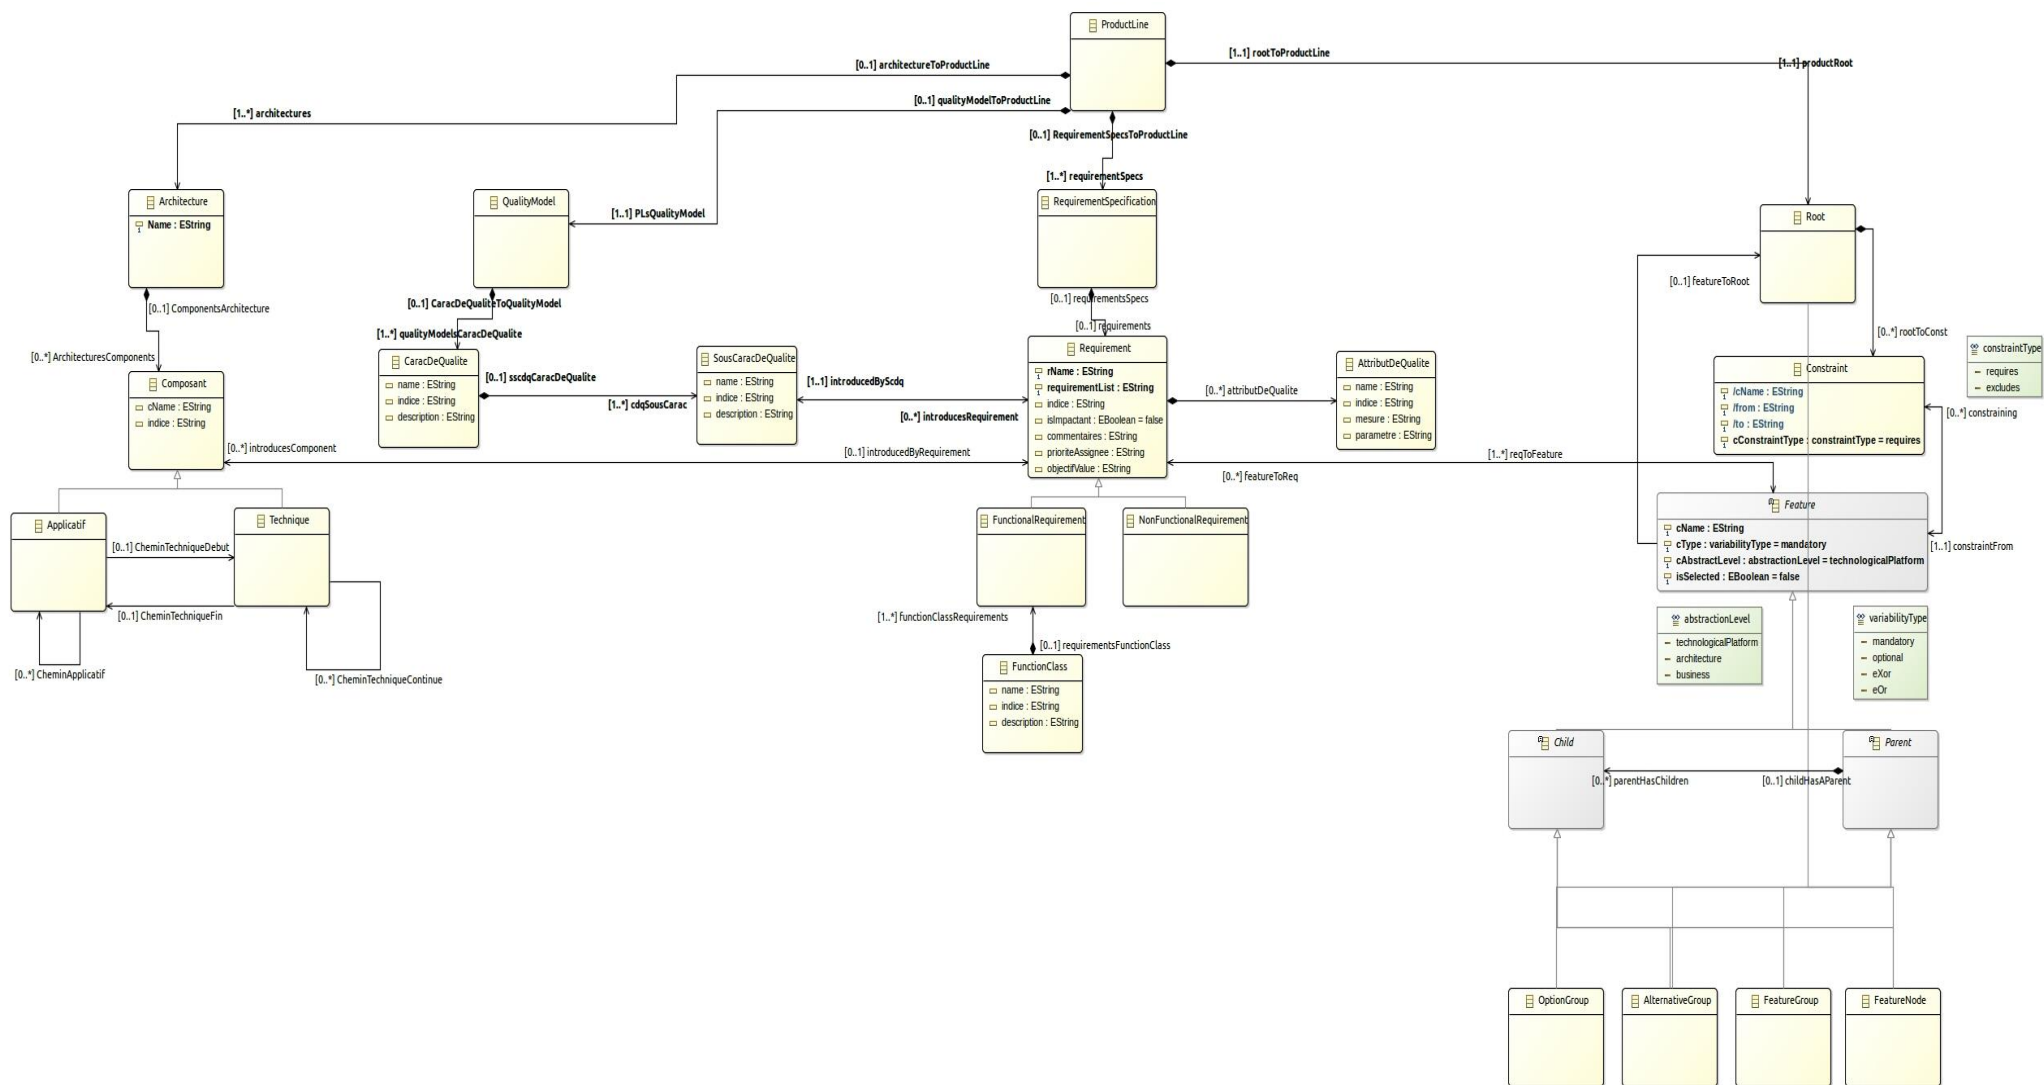 ProductLine
[1..1] rootToProductLine
[0..1] architectureToProductLine
[1..1] productRoot
[0..1] qualityModelToProductLine
[1..*] architectures
[0..1] RequirementSpecsToProductLine
[1..*] requirementSpecs
Architecture
Name : EString
QualityModel
[1..1] PLsQualityModel
RequirementSpecification
Root
[0..1] featureToRoot
[0..1] ComponentsArchitecture
[0..1] CaracDeQualiteToQualityModel
[0..1] requirementsSpecs
[0..1] requirements
[0..*] rootToConst
[1..*] qualityModelsCaracDeQualite
[0..*] ArchitecturesComponents
constraintType
requires
excludes
Composant
cName : EString
indice : EString
CaracDeQualite
name : EString
indice : EString
description : EString
[0..1] sscdqCaracDeQualite
[1..*] cdqSousCarac
SousCaracDeQualite
name : EString
indice : EString
description : EString
[1..1] introducedByScdq
[0..*] introducesRequirement
Requirement
rName : EString
requirementList : EString
indice : EString
isImpactant : EBoolean = false
commentaires : EString
prioriteAssignee : EString
objectifValue : EString
[0..*] attributDeQualite
AttributDeQualite
name : EString
indice : EString
mesure : EString
parametre : EString
Constraint
/cName : EString
/from : EString
/to : EString
cConstraintType : constraintType = requires
[0..*] constraining
[0..*] introducesComponent
[0..1] introducedByRequirement
[1..*] reqToFeature
[0..*] featureToReq
Feature
cName : EString
cType : variabilityType = mandatory
cAbstractLevel : abstractionLevel = technologicalPlatform
isSelected : EBoolean = false
[1..1] constraintFrom
Applicatif
Technique
[0..1] CheminTechniqueDebut
[0..1] CheminTechniqueFin
[0..*] CheminApplicatif
[0..*] CheminTechniqueContinue
FunctionalRequirement
NonFunctionalRequirement
[1..*] functionClassRequirements
[0..1] requirementsFunctionClass
FunctionClass
name : EString
indice : EString
description : EString
abstractionLevel
technologicalPlatform
architecture
business
variabilityType
mandatory
optional
eXor
eOr
Child
Parent
[0..*] parentHasChildren
[0..1] childHasAParent
OptionGroup
AlternativeGroup
FeatureGroup
FeatureNode